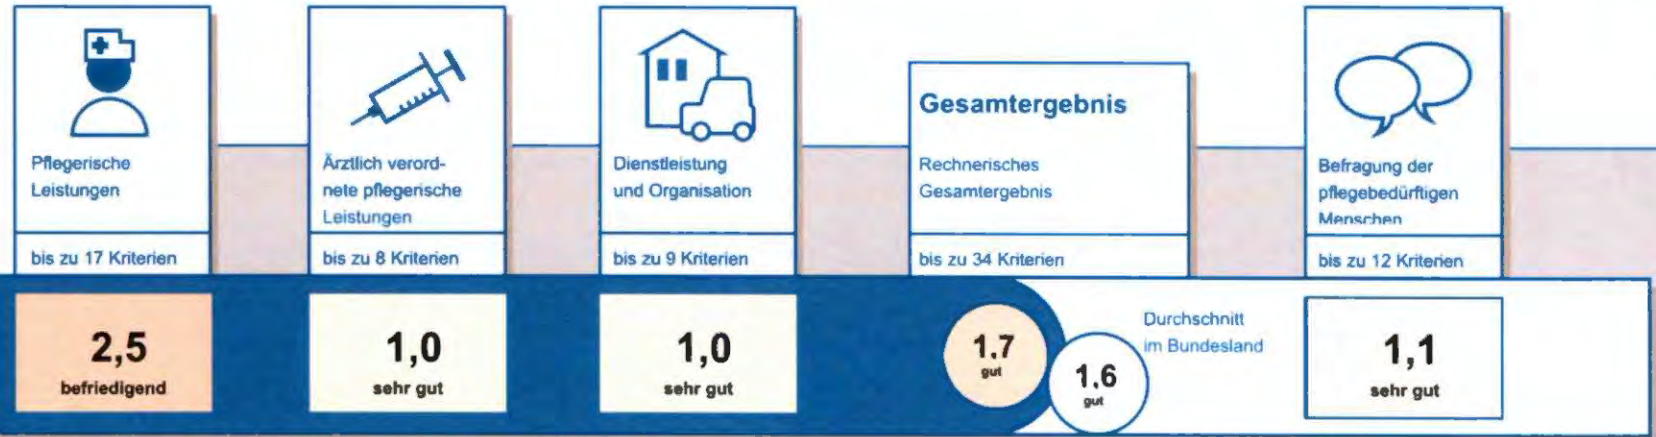 Pflegerische
Leistungen
bis zu 17 Kriterien
2,5
befriedigend
Ärztlich verord-
nete pflegerische
Leistungen
bis zu 8 Kriterien
1,0
sehr gut
Dienstleistung
und Organisation
bis zu 9 Kriterien
1,0
sehr gut
Gesamtergebnis
Rechnerisches
Gesamtergebnis
bis zu 34 Kriterien
1.7
gut
1.6
gut
Durchschnitt
im Bundesland
Befragung der
pflegebedürftigen
Menschen
bis zu 12 Kriterien
1,1
sehr gut